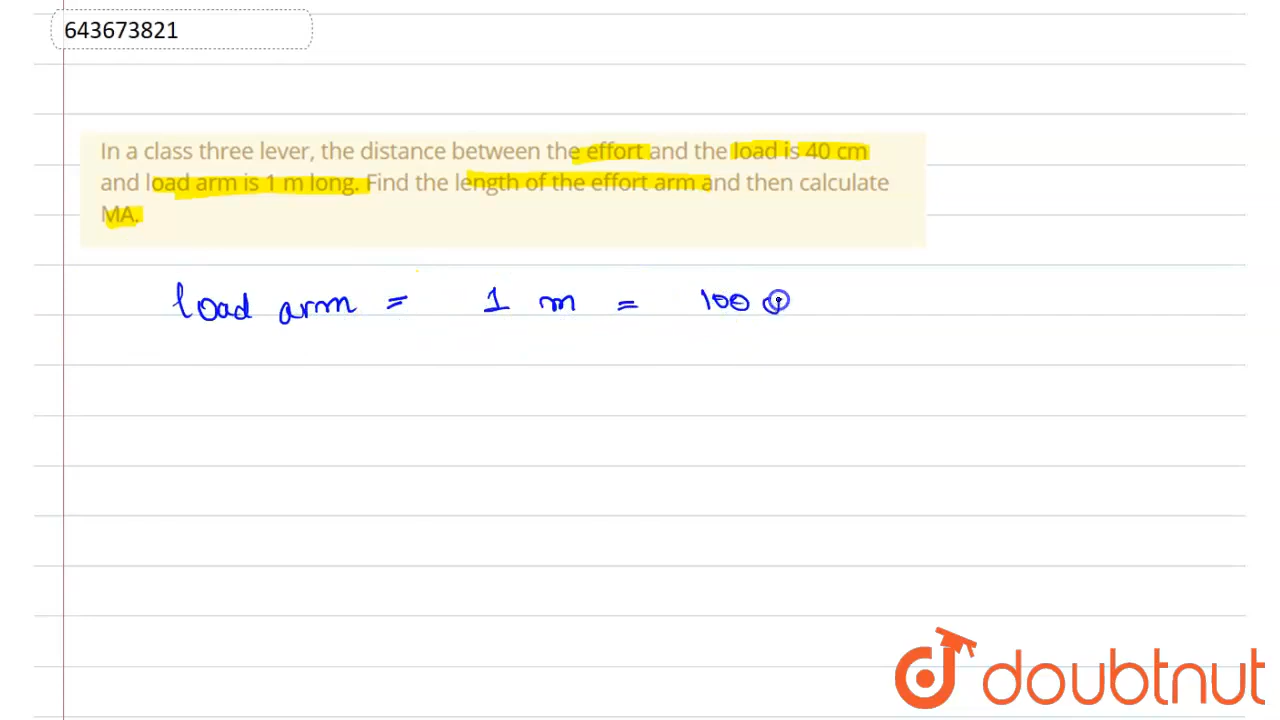 643673821
In a class three lever, the distance between the effort and the load is 40 cm
and load arm is 1 m long. Find the length of the effort arm and then calculate
MA.
load arm = 1 m = 100
doubtnut